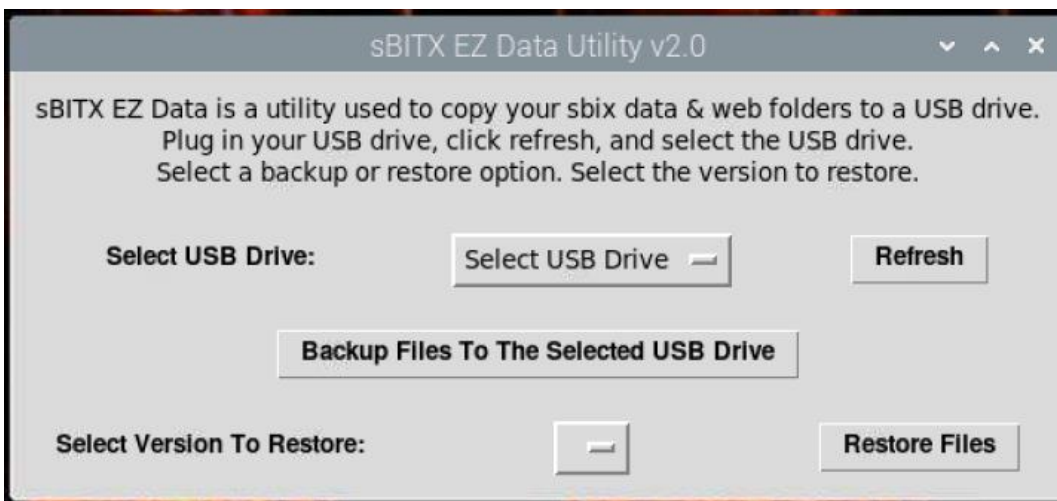 sBITX EZ Data Utility v2.0
sBITX EZ Data is a utility used to copy your sbix data & web folders to a USB drive.
Plug in your USB drive, click refresh, and select the USB drive.
Select a backup or restore option. Select the version to restore.
Select USB Drive: Select USB Drive Refresh
Backup Files To The Selected USB Drive
Select Version To Restore: Restore Files